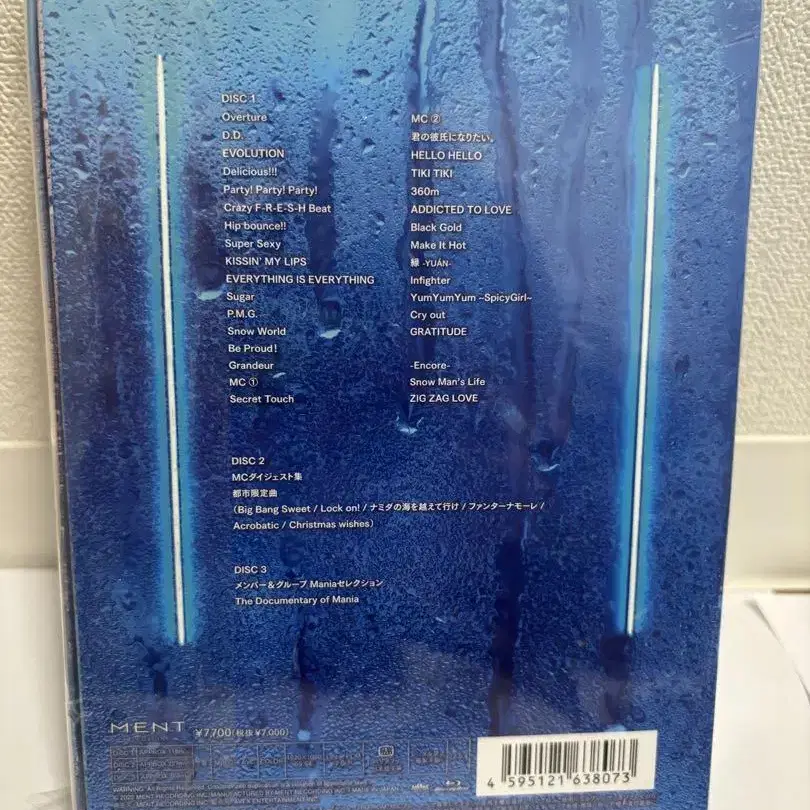 DISC 1
Overture
D.D.
EVOLUTION
Delicious!!!
Party! Party! Party!
Crazy F-R-E-S-H Beat
Hip bounce!!
Super Sexy
KISSIN' MY LIPS
EVERYTHING IS EVERYTHING
Sugar
P.M.G.
Snow World
Be Proud!
Grandeur
MC ①
Secret Touch
MC ②
君の彼氏になりたい。
HELLO HELLO
TIKI TIKI
360m
ADDICTED TO LOVE
Black Gold
Make It Hot
縁 -YUÁN-
Infighter
YumYumYum ~SpicyGirl~
Cry out
GRATITUDE
-Encore-
Snow Man's Life
ZIG ZAG LOVE
DISC 2
MCダイジェスト集
都市限定曲
(Big Bang Sweet / Lock on! / ナミダの海を越えて行け / ファンターナモーレ /
Acrobatic / Christmas wishes)
DISC 3
メンバー&グループ Maniaセレクション
The Documentary of Mania
MENT ¥7,700(税抜 ¥7,000)
4 595121 638073